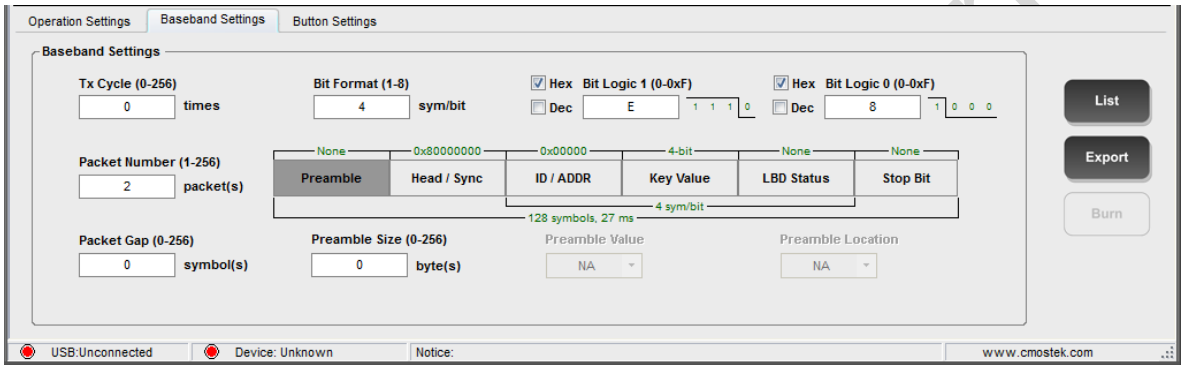 Operation Settings Baseband Settings Button Settings
Baseband Settings
Tx Cycle (0-256) Bit Format (1-8) Hex Bit Logic 1 (0-0xF) Hex Bit Logic 0 (0-0xF)
0 times 4 sym/bit Dec E 1 1 1 0 Dec 8 1 0 0 0
List
Packet Number (1-256) None 0x80000000 0x00000 4-bit None None
Export
2 packet(s) Preamble Head / Sync ID / ADDR Key Value LBD Status Stop Bit
4 sym/bit
128 symbols, 27 ms
Burn
Packet Gap (0-256) Preamble Size (0-256) Preamble Value Preamble Location
0 symbol(s) 0 byte(s) NA NA
USB:Unconnected Device: Unknown Notice: www.cmostek.com